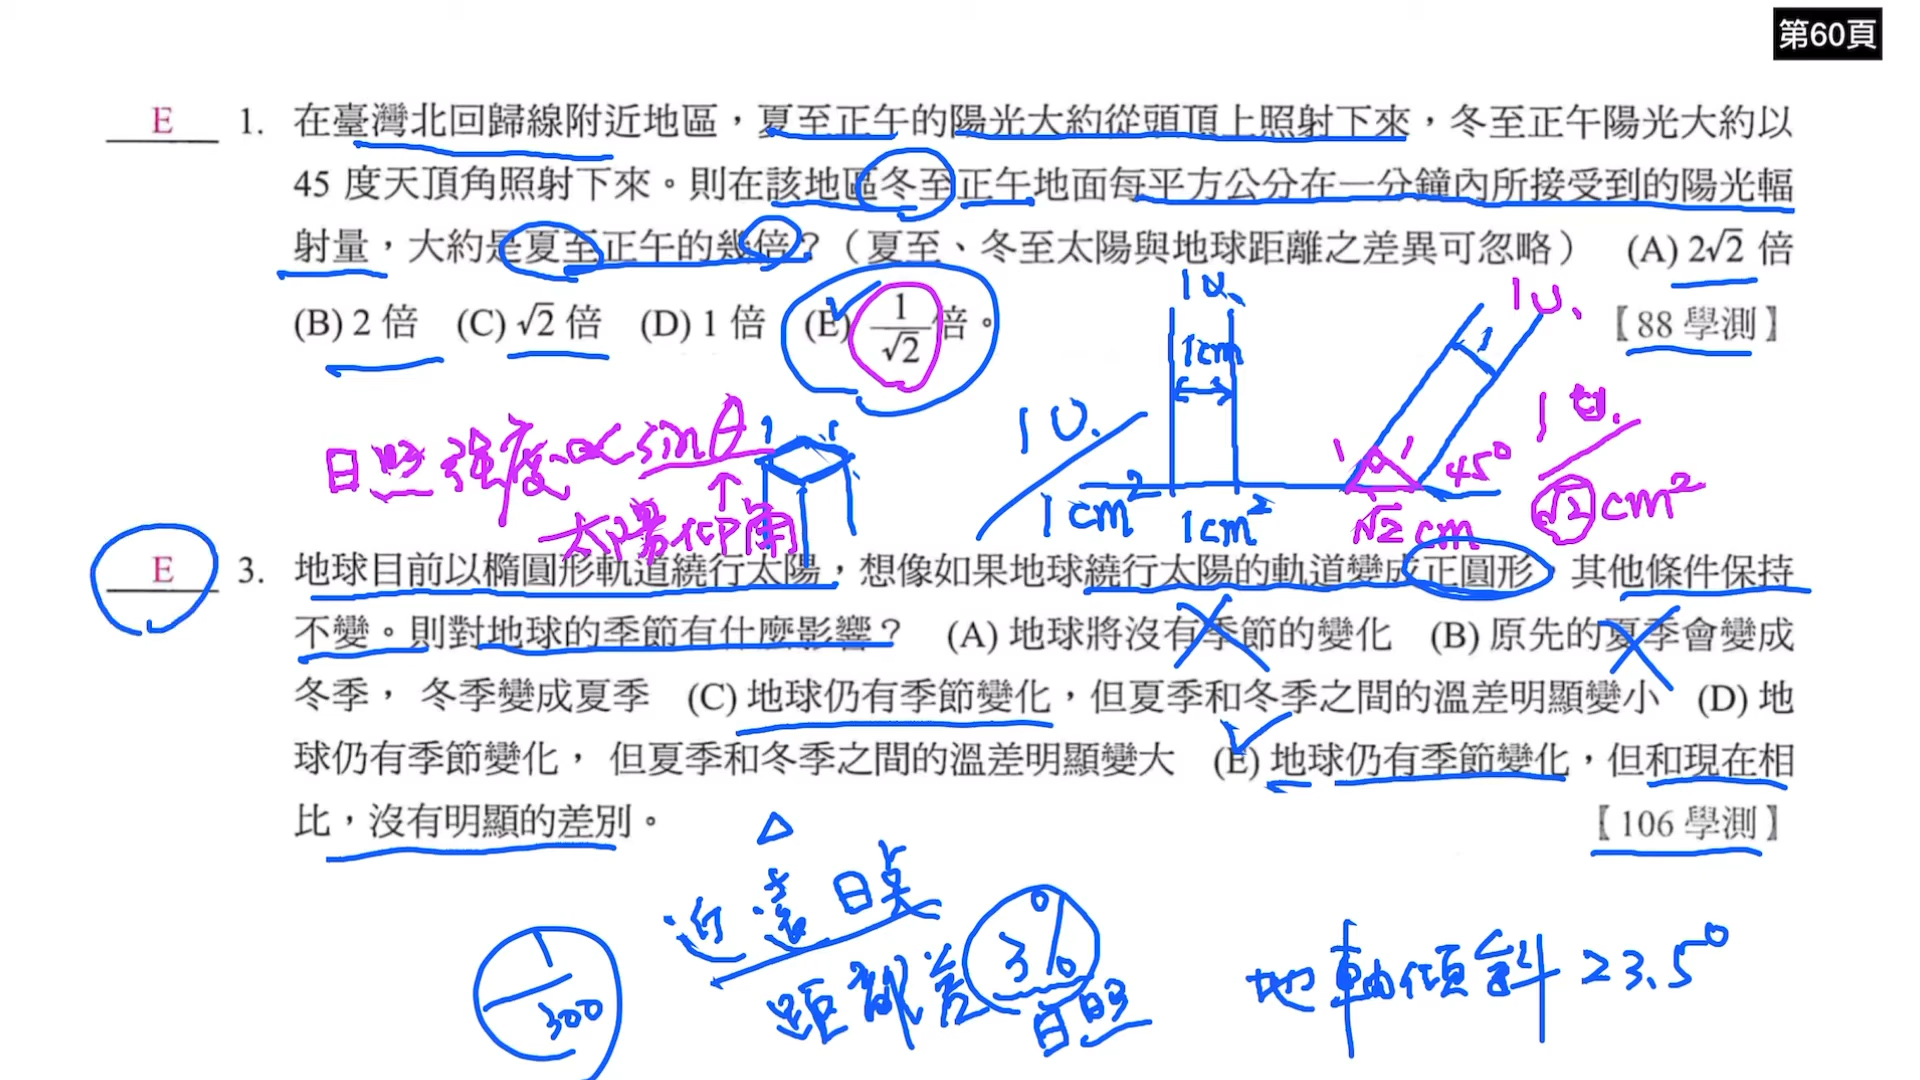 第60頁
E 1. 在臺灣北回歸線附近地區，夏至正午的陽光大約從頭頂上照射下來，冬至正午陽光大約以
45 度天頂角照射下來。則在該地區冬至正午地面每平方公分在一分鐘內所接受到的陽光輻
射量，大約是夏至正午的幾倍？（夏至、冬至太陽與地球距離之差異可忽略） (A) 2√2 倍
(B) 2 倍 (C) √2 倍 (D) 1 倍 (E) 1/√2 倍。 【88 學測】
1U. 1U.
1cm 1
1U. / 1cm² 1cm²
1 1 45°
√2 cm
1U. / √2 cm²
日照強度 ∝ sinθ
1 1
↑
太陽仰角
E 3. 地球目前以橢圓形軌道繞行太陽，想像如果地球繞行太陽的軌道變成正圓形 其他條件保持
不變。則對地球的季節有什麼影響？ (A) 地球將沒有季節的變化 (B) 原先的夏季會變成
冬季， 冬季變成夏季 (C) 地球仍有季節變化，但夏季和冬季之間的溫差明顯變小 (D) 地
球仍有季節變化， 但夏季和冬季之間的溫差明顯變大 (E) 地球仍有季節變化，但和現在相
比，沒有明顯的差別。 【106 學測】
近遠日點
距離差 3%
日照
1/300
地軸傾斜 23.5°